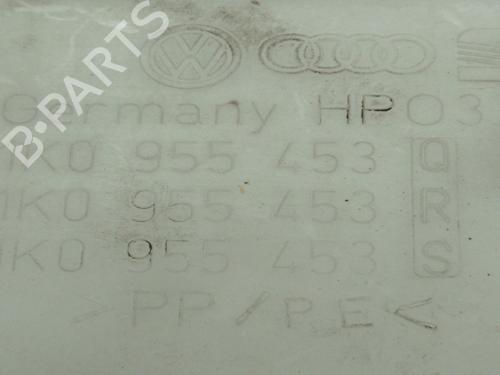 B-PARTS
Germany HP03
1K0 955 453 Q
1K0 955 453 R
1K0 955 453 S
>PP/PE<